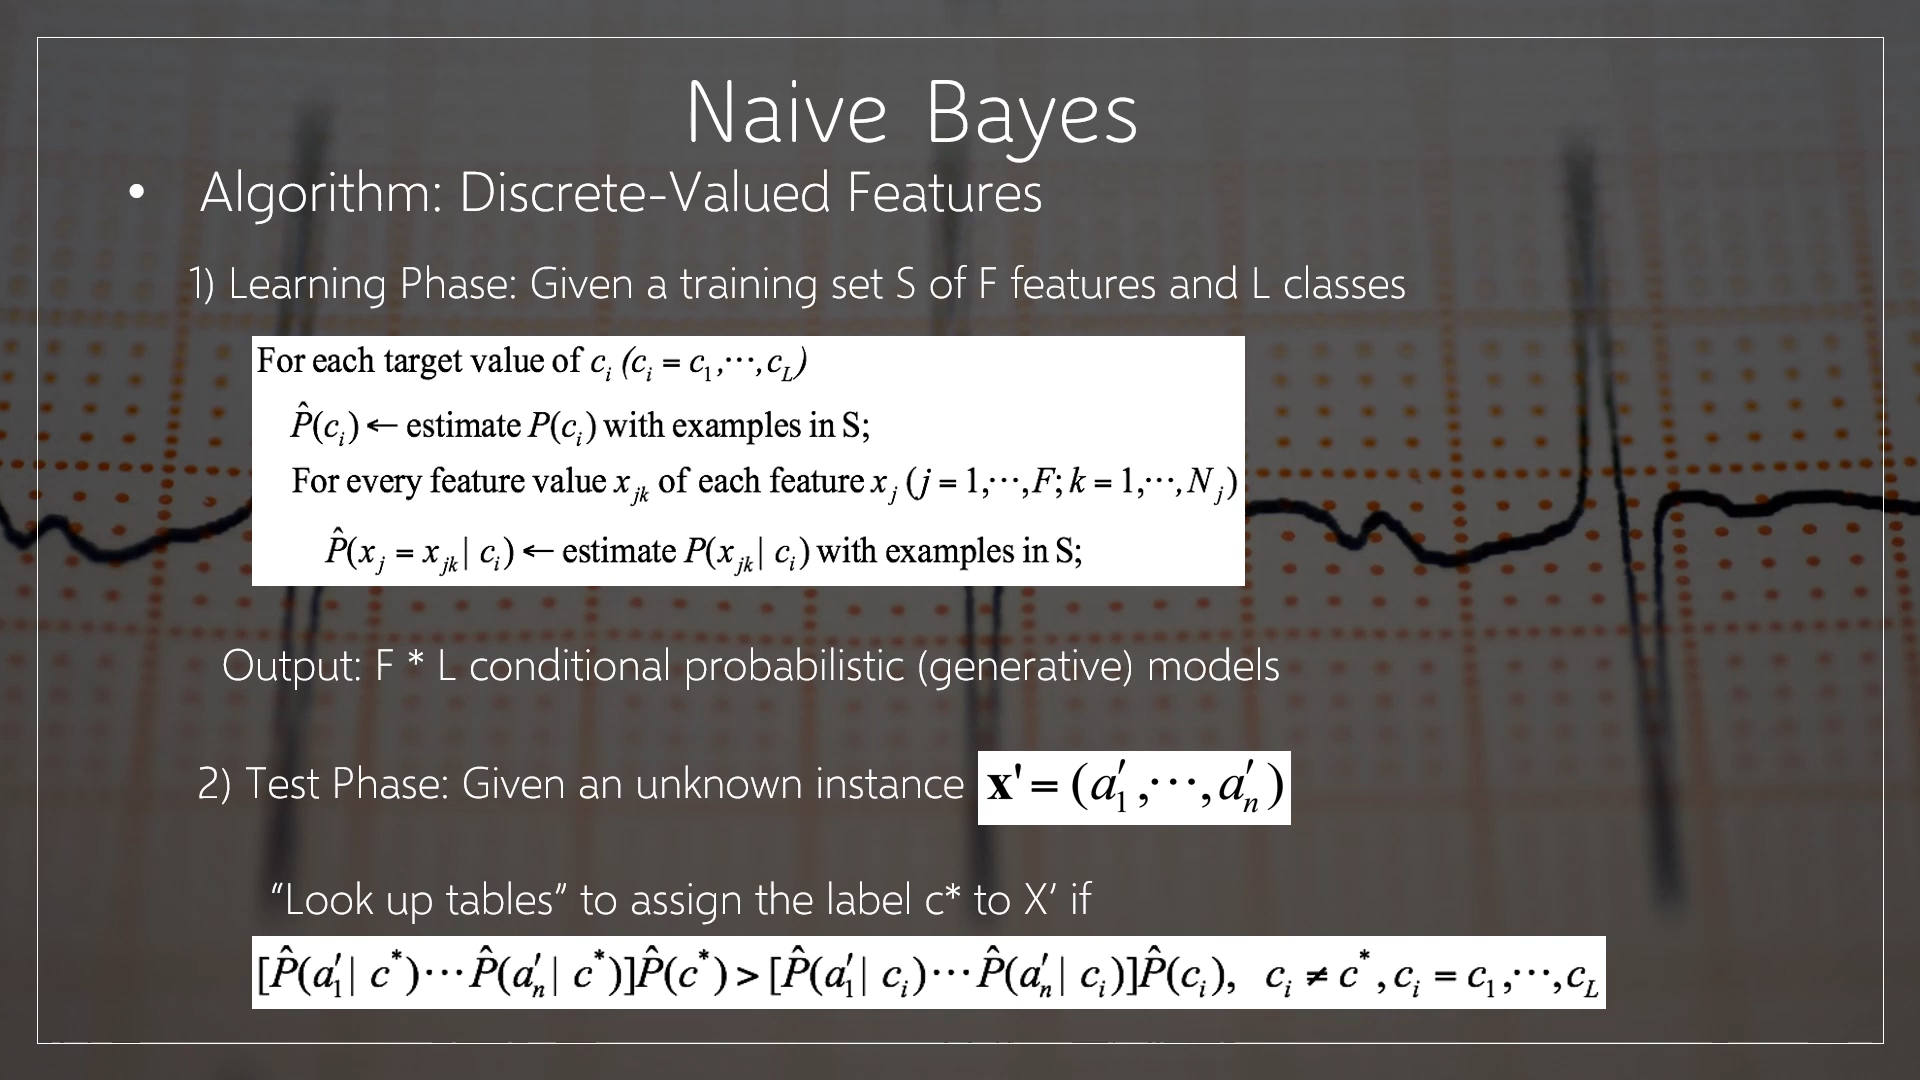 Naive Bayes
• Algorithm: Discrete-Valued Features
1) Learning Phase: Given a training set S of F features and L classes
For each target value of c_i (c_i = c_1,⋯,c_L)
P̂(c_i) ← estimate P(c_i) with examples in S;
For every feature value x_jk of each feature x_j (j = 1,⋯,F; k = 1,⋯,N_j)
P̂(x_j = x_jk | c_i) ← estimate P(x_jk | c_i) with examples in S;
Output: F * L conditional probabilistic (generative) models
2) Test Phase: Given an unknown instance x' = (a′_1,⋯,a′_n)
“Look up tables” to assign the label c* to X’ if
[P̂(a′_1 | c^*)⋯P̂(a′_n | c^*)]P̂(c^*) > [P̂(a′_1 | c_i)⋯P̂(a′_n | c_i)]P̂(c_i), c_i ≠ c^*, c_i = c_1,⋯,c_L